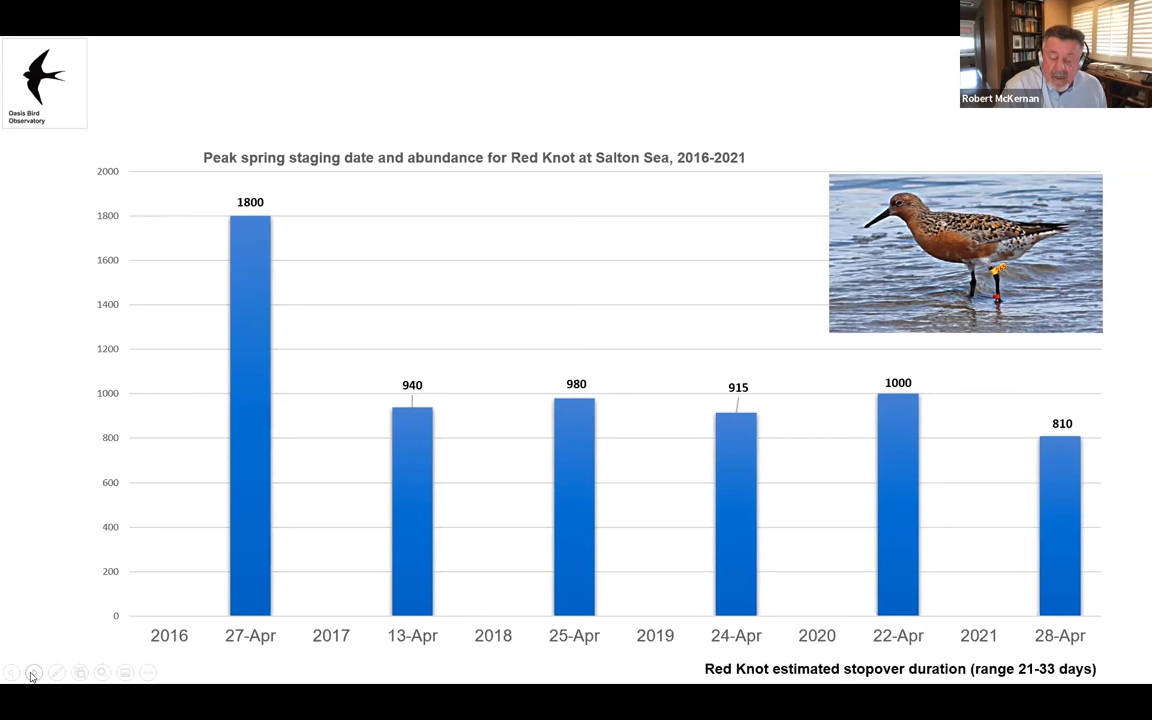 Oasis Bird
Observatory
Robert McKernan
Peak spring staging date and abundance for Red Knot at Salton Sea, 2016-2021
2000
1800
1600
1400
1200
1000
800
600
400
200
0
1800
940
980
915
1000
810
2016 27-Apr 2017 13-Apr 2018 25-Apr 2019 24-Apr 2020 22-Apr 2021 28-Apr
Red Knot estimated stopover duration (range 21-33 days)